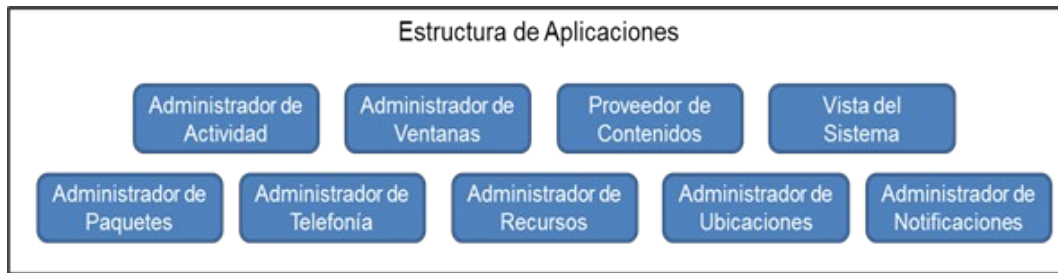 Estructura de Aplicaciones
Administrador de
Actividad
Administrador de
Ventanas
Proveedor de
Contenidos
Vista del
Sistema
Administrador de
Paquetes
Administrador de
Telefonía
Administrador de
Recursos
Administrador de
Ubicaciones
Administrador de
Notificaciones